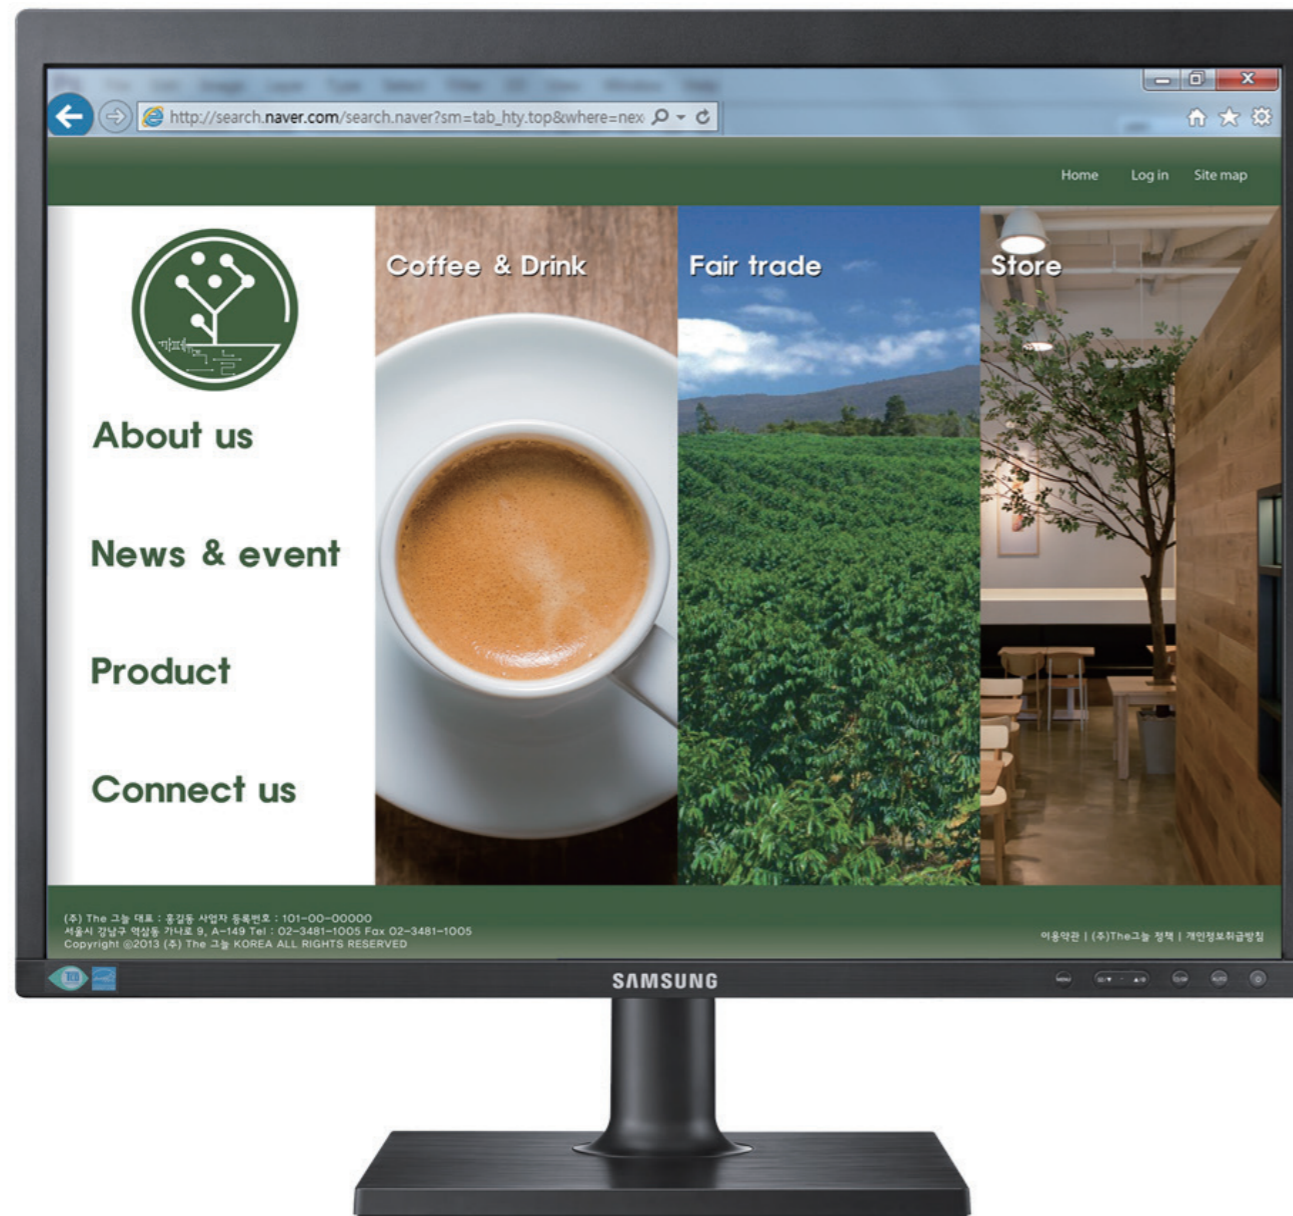 http://search.naver.com/search.naver?sm=tab_hty.top&where=nex
Home Log in Site map
Coffee & Drink
Fair trade
Store
About us
News & event
Product
Connect us
(주) The 그늘 대표 : 홍길동 사업자 등록번호 : 101-00-00000
서울시 강남구 역삼동 가나로 9, A-149 Tel : 02-3481-1005 Fax 02-3481-1005
Copyright ©2013 (주) The 그늘 KOREA ALL RIGHTS RESERVED
이용약관 | (주)The그늘 정책 | 개인정보취급방침
SAMSUNG
MENU
AUTO